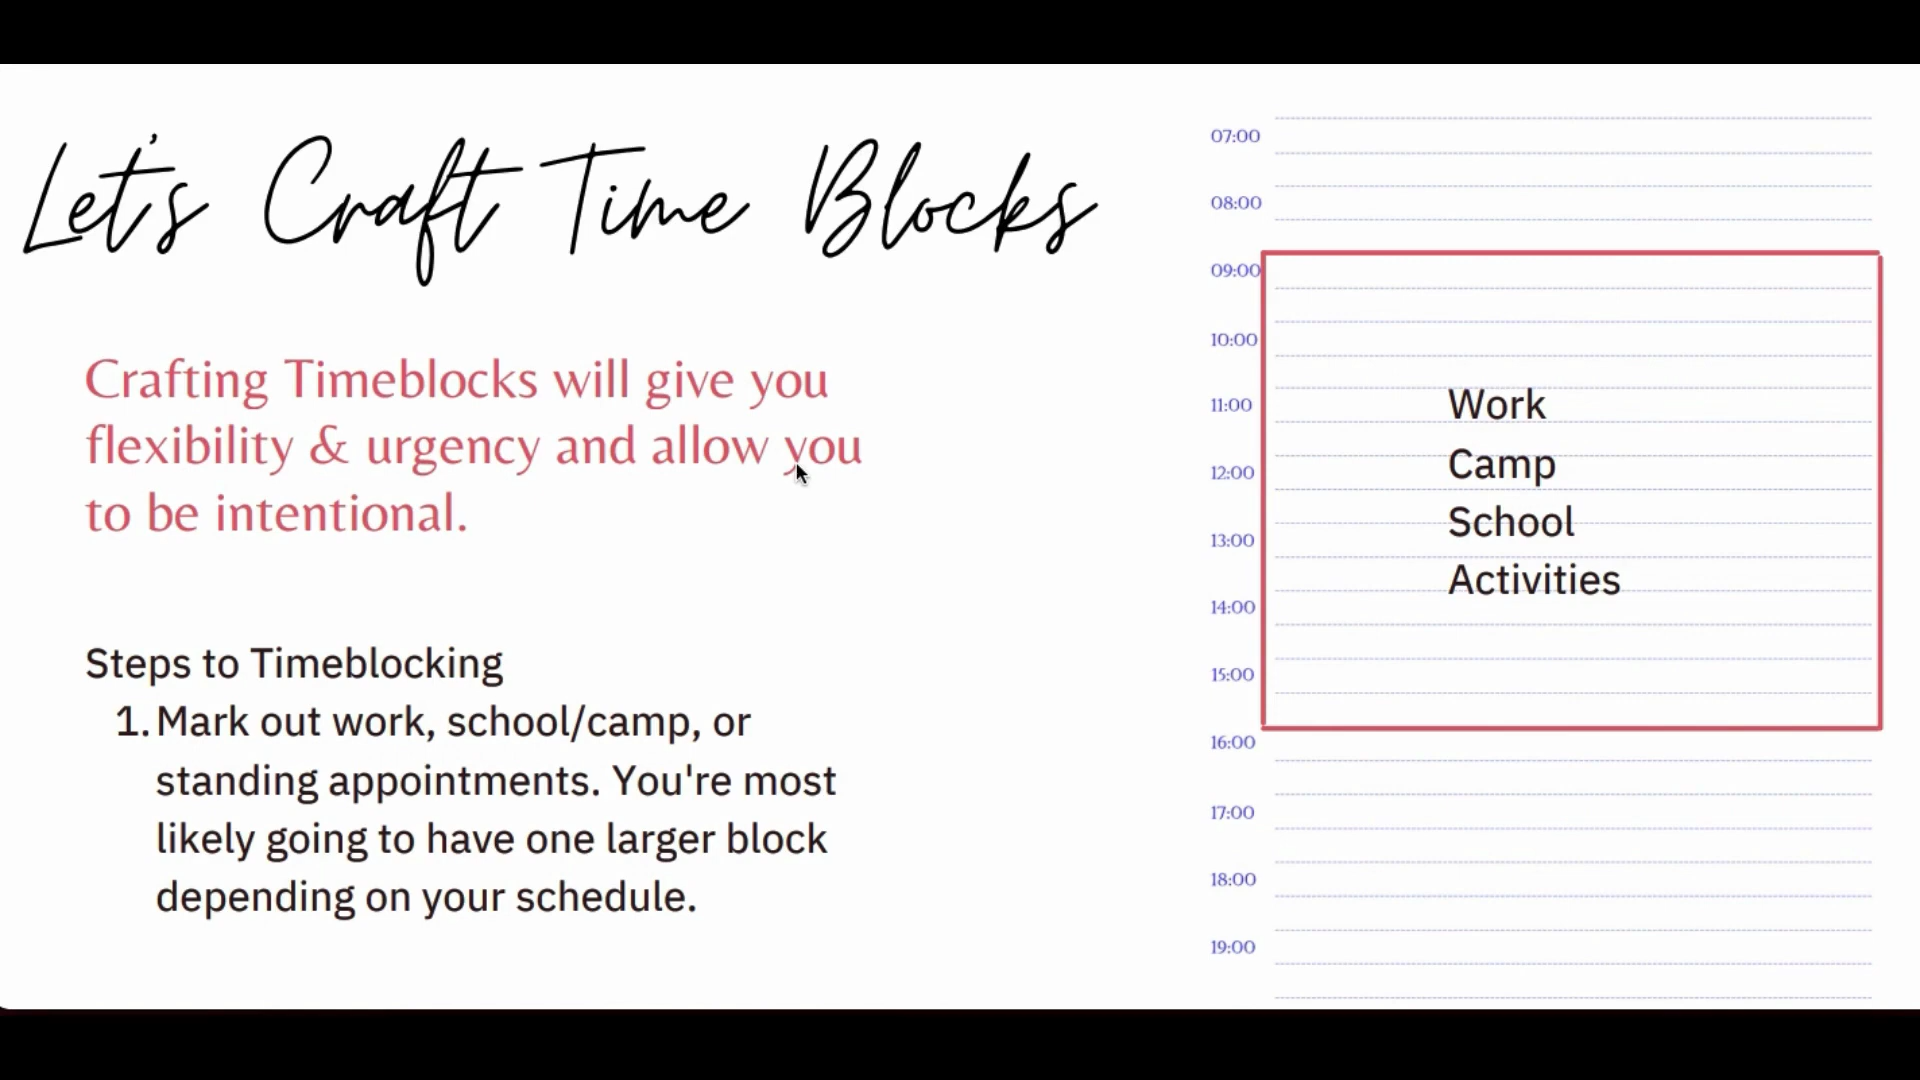 Let's Craft Time Blocks
Crafting Timeblocks will give you
flexibility & urgency and allow you
to be intentional.
Steps to Timeblocking
1. Mark out work, school/camp, or
standing appointments. You're most
likely going to have one larger block
depending on your schedule.
07:00
08:00
09:00
10:00
11:00
12:00
13:00
14:00
15:00
16:00
17:00
18:00
19:00
Work
Camp
School
Activities